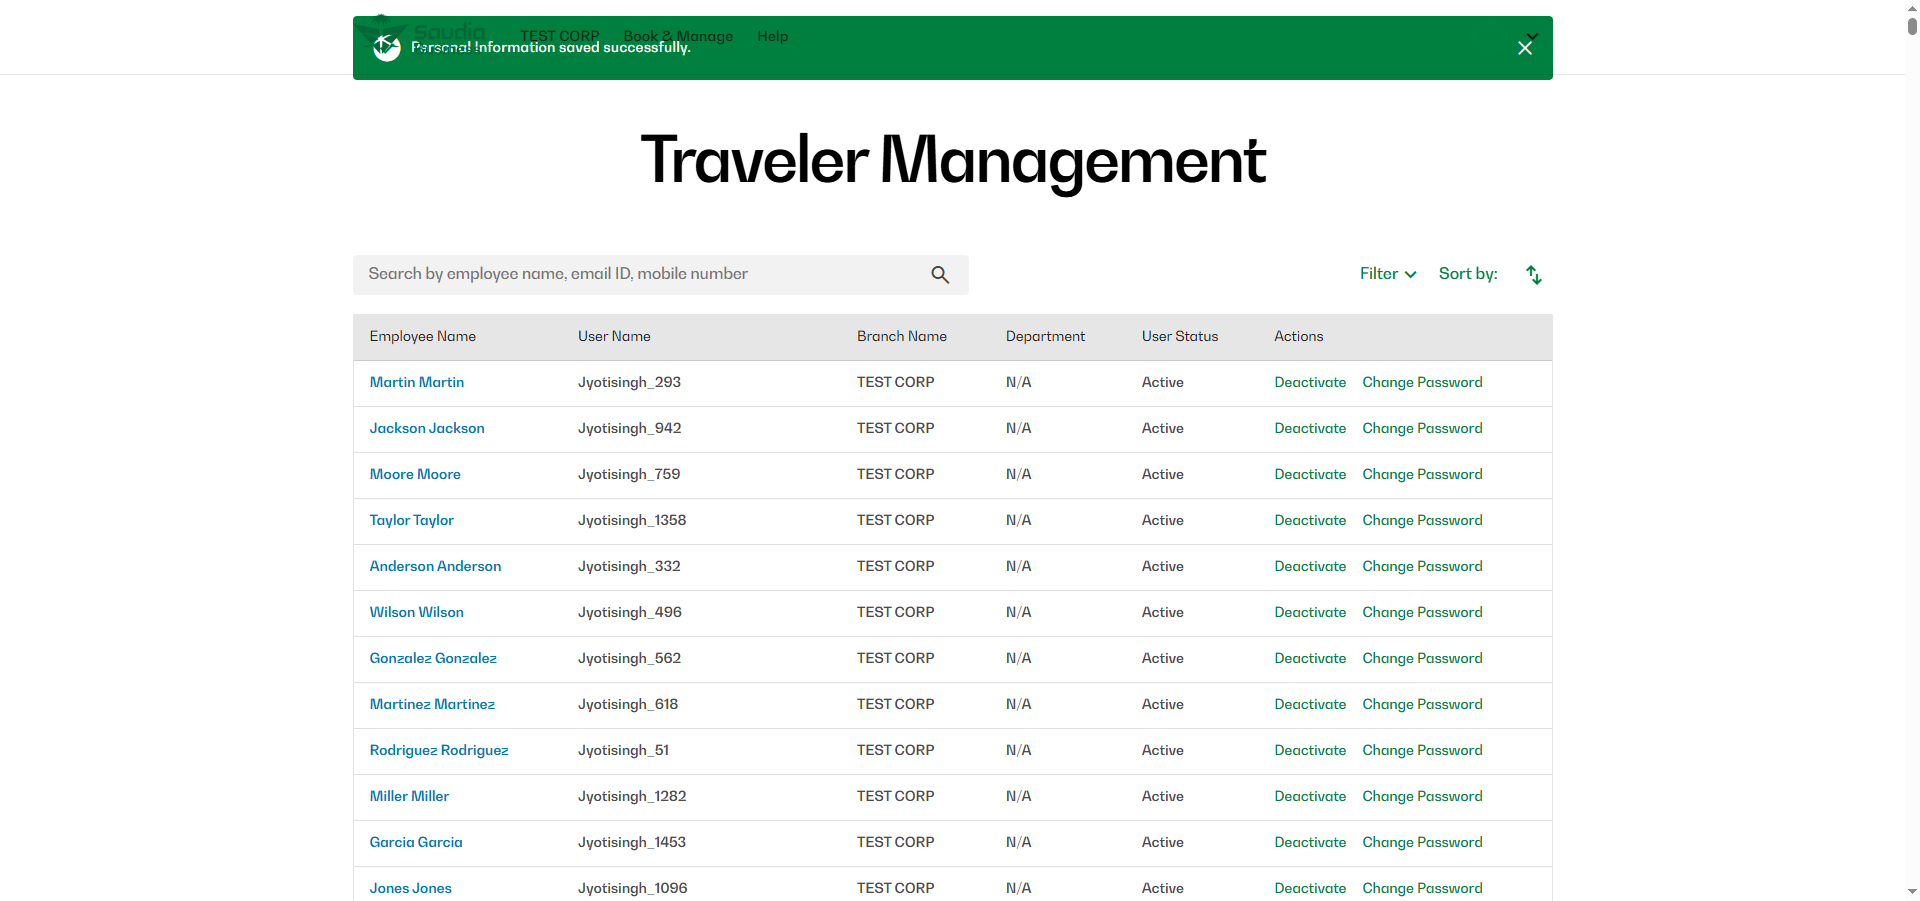 Saudia
TEST CORP Book & Manage Help
Personal Information saved successfully.
Traveler Management
Search by employee name, email ID, mobile number
Filter Sort by:
Employee Name User Name Branch Name Department User Status Actions
Martin Martin Jyotisingh_293 TEST CORP N/A Active Deactivate Change Password
Jackson Jackson Jyotisingh_942 TEST CORP N/A Active Deactivate Change Password
Moore Moore Jyotisingh_759 TEST CORP N/A Active Deactivate Change Password
Taylor Taylor Jyotisingh_1358 TEST CORP N/A Active Deactivate Change Password
Anderson Anderson Jyotisingh_332 TEST CORP N/A Active Deactivate Change Password
Wilson Wilson Jyotisingh_496 TEST CORP N/A Active Deactivate Change Password
Gonzalez Gonzalez Jyotisingh_562 TEST CORP N/A Active Deactivate Change Password
Martinez Martinez Jyotisingh_618 TEST CORP N/A Active Deactivate Change Password
Rodriguez Rodriguez Jyotisingh_51 TEST CORP N/A Active Deactivate Change Password
Miller Miller Jyotisingh_1282 TEST CORP N/A Active Deactivate Change Password
Garcia Garcia Jyotisingh_1453 TEST CORP N/A Active Deactivate Change Password
Jones Jones Jyotisingh_1096 TEST CORP N/A Active Deactivate Change Password